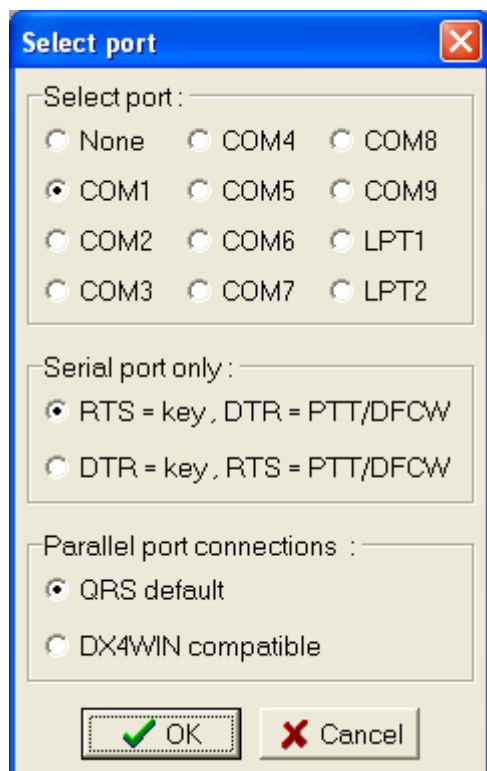 Select port
Select port :
None COM4 COM8
COM1 COM5 COM9
COM2 COM6 LPT1
COM3 COM7 LPT2
Serial port only :
RTS = key , DTR = PTT/DFCW
DTR = key , RTS = PTT/DFCW
Parallel port connections :
QRS default
DX4WIN compatible
OK Cancel